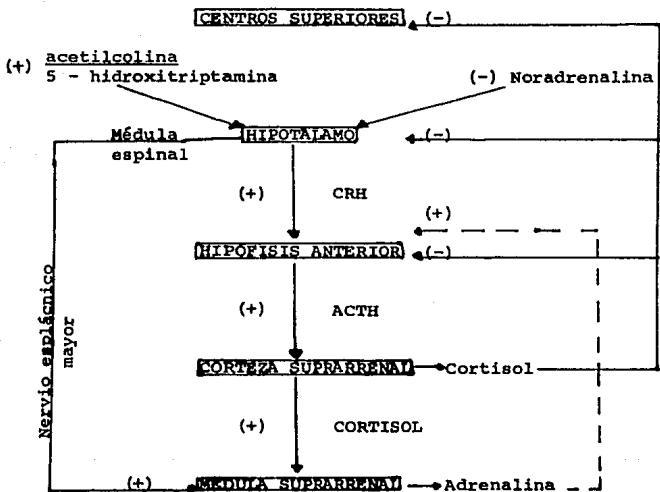 CENTROS SUPERIORES (-)
(+) acetilcolina
5 - hidroxitriptamina
(-) Noradrenalina
Médula
espinal
HIPOTALAMO (-)
(+) CRH
(+)
HIPOFISIS ANTERIOR (-)
(+) ACTH
Nervio esplácnico
mayor
CORTEZA SUPRARRENAL Cortisol
(+) CORTISOL
(+) MEDULA SUPRARRENAL Adrenalina